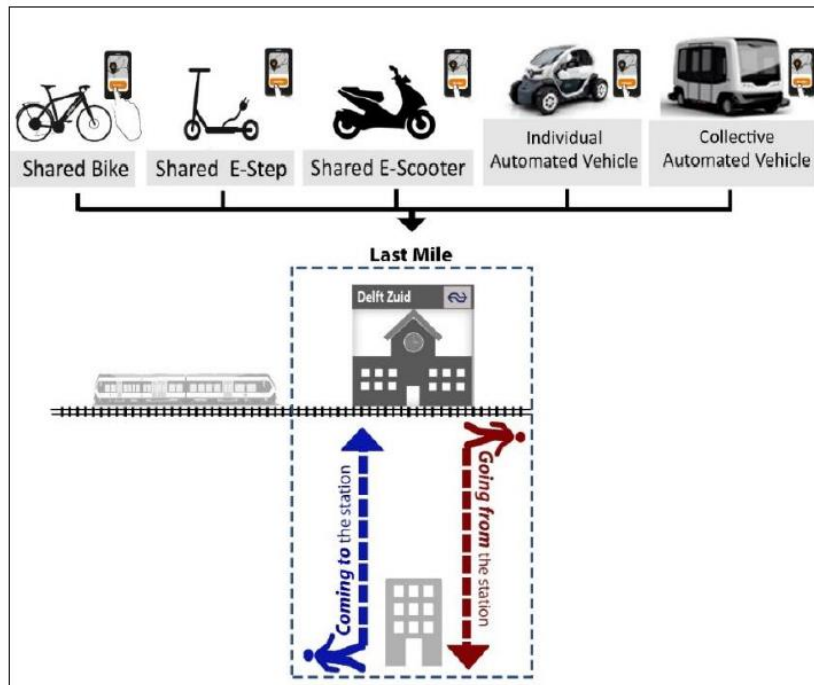 Shared Bike
Shared E-Step
Shared E-Scooter
Individual
Automated Vehicle
Collective
Automated Vehicle
Last Mile
Delft Zuid
Coming to the station
Going from the station